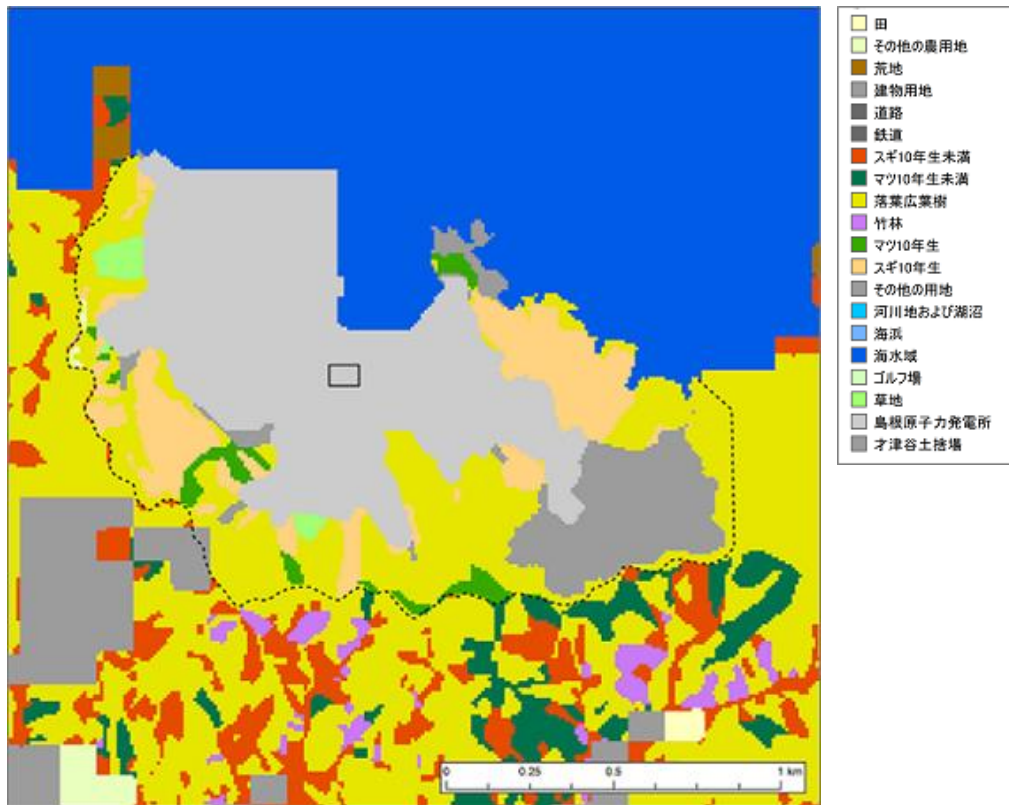 田
その他の農用地
荒地
建物用地
道路
鉄道
スギ10年生未満
マツ10年生未満
落葉広葉樹
竹林
マツ10年生
スギ10年生
その他の用地
河川地および湖沼
海浜
海水域
ゴルフ場
草地
島根原子力発電所
才津谷土捨場
0 0.25 0.5 1 km